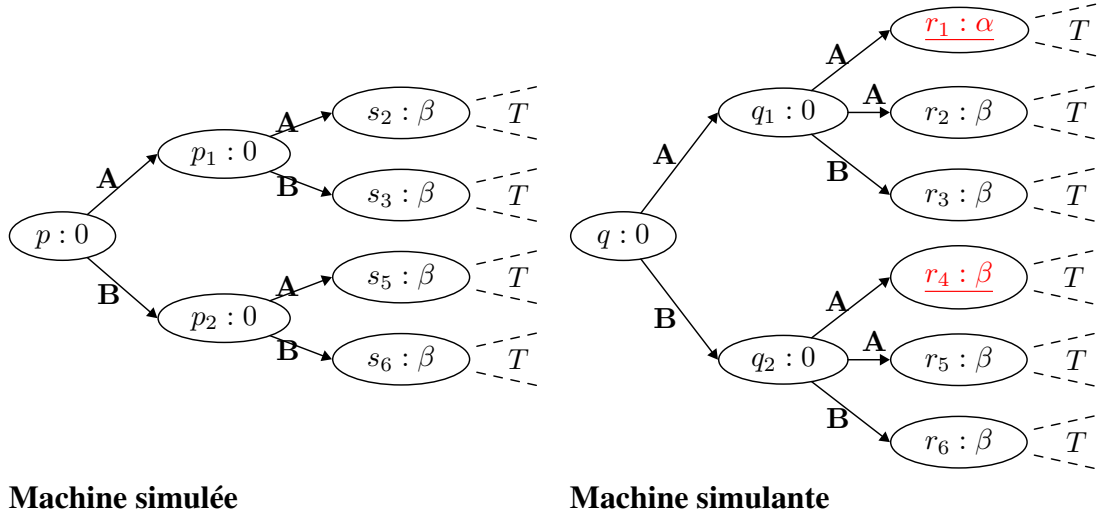 r₁ : α
T
A
s₂ : β
T
A
q₁ : 0
A
r₂ : β
T
A
p₁ : 0
A
B
A
B
s₃ : β
T
r₃ : β
T
p : 0
q : 0
B
s₅ : β
T
B
r₄ : β
T
A
A
p₂ : 0
B
s₆ : β
T
q₂ : 0
A
r₅ : β
T
B
r₆ : β
T
Machine simulée
Machine simulante